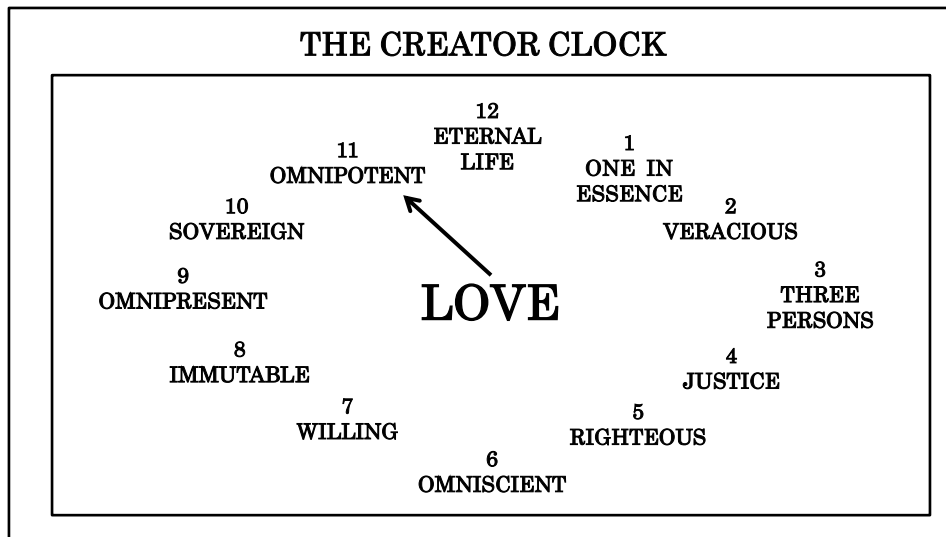 THE CREATOR CLOCK
12
ETERNAL
LIFE
1
ONE IN
ESSENCE
2
VERACIOUS
3
THREE
PERSONS
4
JUSTICE
5
RIGHTEOUS
6
OMNISCIENT
7
WILLING
8
IMMUTABLE
9
OMNIPRESENT
10
SOVEREIGN
11
OMNIPOTENT
LOVE